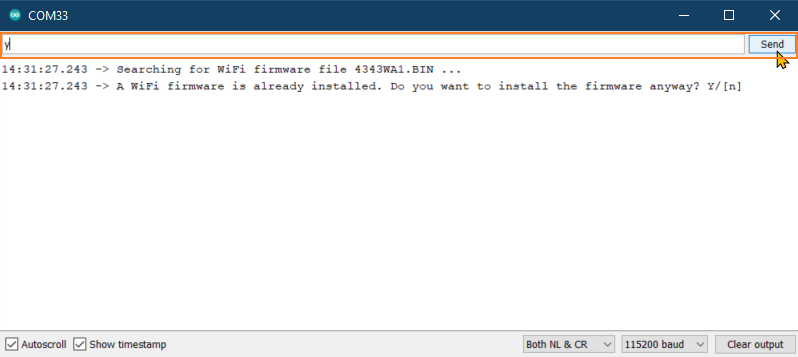 COM33
y
Send
14:31:27.243 -> Searching for WiFi firmware file 4343WA1.BIN ...
14:31:27.243 -> A WiFi firmware is already installed. Do you want to install the firmware anyway? Y/[n]
Autoscroll Show timestamp Both NL & CR 115200 baud Clear output